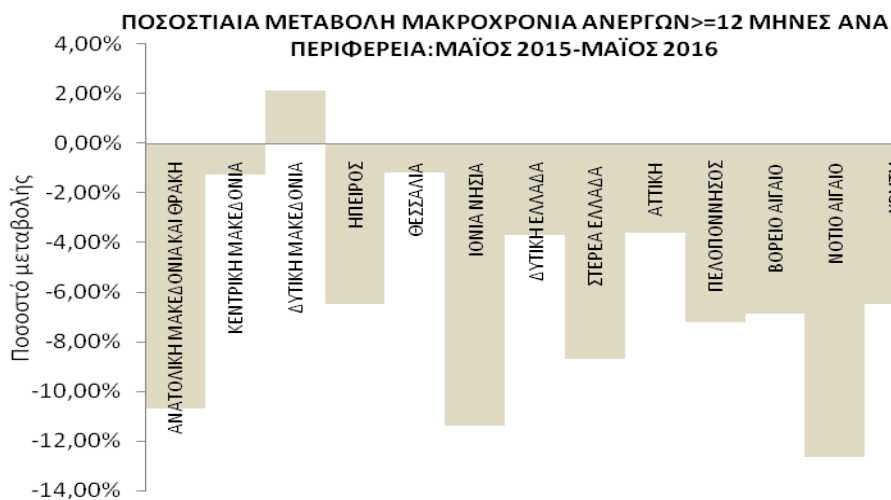 ΠΟΣΟΣΤΙΑΙΑ ΜΕΤΑΒΟΛΗ ΜΑΚΡΟΧΡΟΝΙΑ ΑΝΕΡΓΩΝ>=12 ΜΗΝΕΣ ΑΝΑ
ΠΕΡΙΦΕΡΕΙΑ:ΜΑΪΟΣ 2015-ΜΑΪΟΣ 2016
Ποσοστό μεταβολής
4,00%
2,00%
0,00%
-2,00%
-4,00%
-6,00%
-8,00%
-10,00%
-12,00%
-14,00%
ΑΝΑΤΟΛΙΚΗ ΜΑΚΕΔΟΝΙΑ ΚΑΙ ΘΡΑΚΗ
ΚΕΝΤΡΙΚΗ ΜΑΚΕΔΟΝΙΑ
ΔΥΤΙΚΗ ΜΑΚΕΔΟΝΙΑ
ΗΠΕΙΡΟΣ
ΘΕΣΣΑΛΙΑ
ΙΟΝΙΑ ΝΗΣΙΑ
ΔΥΤΙΚΗ ΕΛΛΑΔΑ
ΣΤΕΡΕΑ ΕΛΛΑΔΑ
ΑΤΤΙΚΗ
ΠΕΛΟΠΟΝΝΗΣΟΣ
ΒΟΡΕΙΟ ΑΙΓΑΙΟ
ΝΟΤΙΟ ΑΙΓΑΙΟ